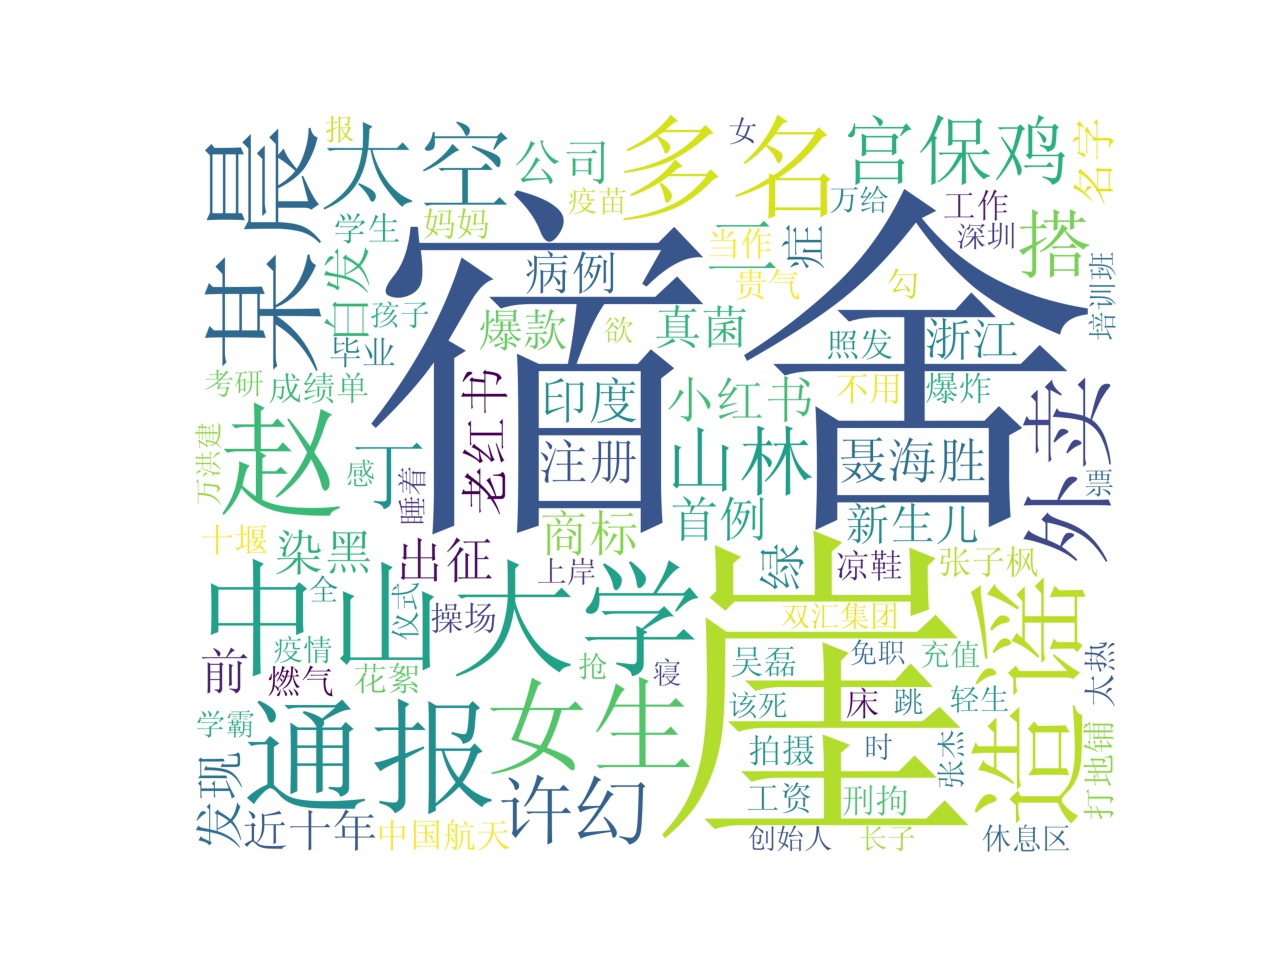 报
太空
公司
多名
女
宫保鸡
名字
某晨
学生
妈妈
疫苗
万给
工作
深圳
搭
当作
二
症
白发
孩子
毕业
宿舍
病例
贵气
勾
培训班
爆款
欲
真菌
照发
浙江
考研
成绩单
老红书
印度
小红书
不用
爆炸
外卖
赵
万洪建
感
丁
睡着
注册
山林
聂海胜
十堰
染黑
出征
商标
首例
新生儿
上岸
绿
凉鞋
张子枫
中山大学
全
仪式
操场
崖
双汇集团
造谣
前
疫情
燃气
花絮
抢
寝
吴磊
免职
充值
太热
学霸
通报
女生
该死
床
跳
轻生
发现
拍摄
时
张杰
打地铺
近十年
中国航天
许幻
工资
刑拘
创始人
长子
休息区